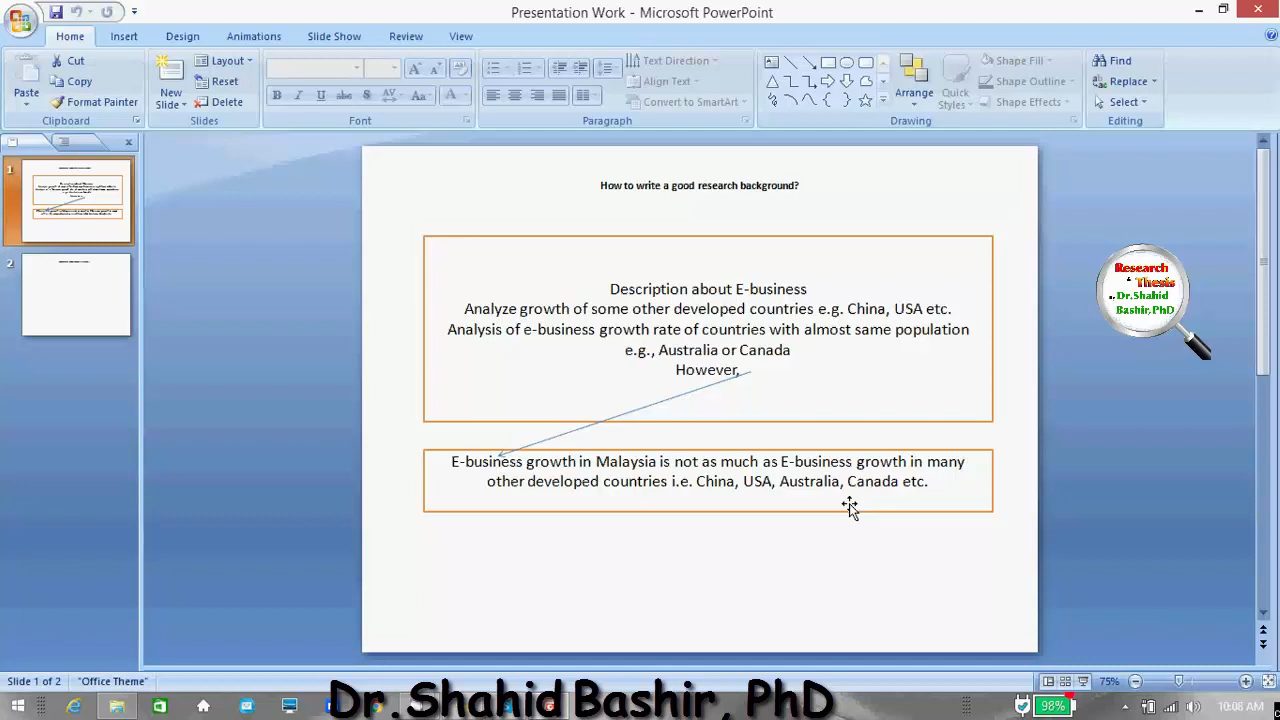 Presentation Work - Microsoft PowerPoint
Home Insert Design Animations Slide Show Review View
Paste
Cut
Copy
Format Painter
Clipboard
New Slide
Layout
Reset
Delete
Slides
B I U abc S AV Aa A
Font
Text Direction
Align Text
Convert to SmartArt
Paragraph
Arrange
Quick Styles
Shape Fill
Shape Outline
Shape Effects
Drawing
Find
Replace
Select
Editing
1
2
How to write a good research background?
Description about E-business
Analyze growth of some other developed countries e.g. China, USA etc.
Analysis of e-business growth rate of countries with almost same population
e.g., Australia or Canada
However,
E-business growth in Malaysia is not as much as E-business growth in many
other developed countries i.e. China, USA, Australia, Canada etc.
Research
Thesis
Dr.Shahid
Bashir,PhD
Slide 1 of 2 "Office Theme" 75%
Dr.Shahid Bashir, PhD
98% 10:08 AM